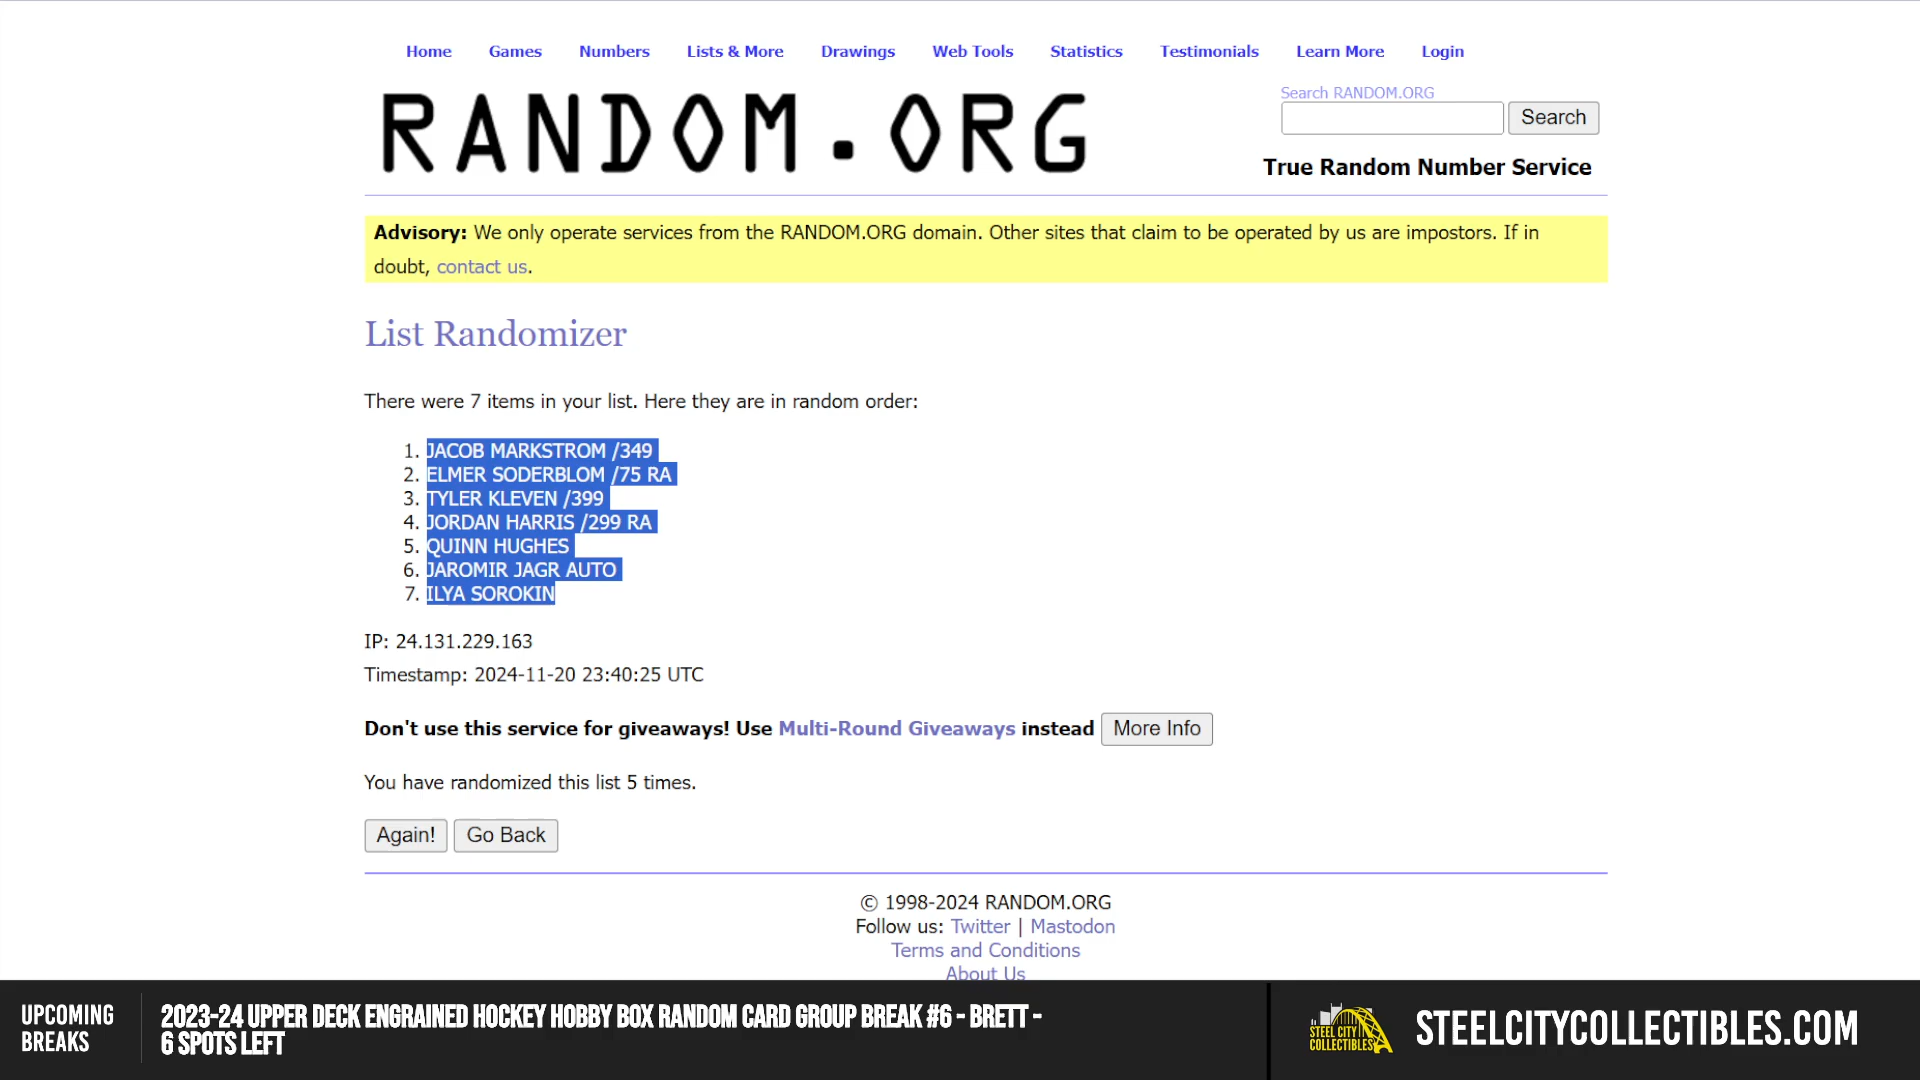 Home Games Numbers Lists & More Drawings Web Tools Statistics Testimonials Learn More Login
RANDOM.ORG
Search RANDOM.ORG
Search
True Random Number Service
Advisory: We only operate services from the RANDOM.ORG domain. Other sites that claim to be operated by us are impostors. If in
doubt, contact us.
List Randomizer
There were 7 items in your list. Here they are in random order:
1. JACOB MARKSTROM /349
2. ELMER SODERBLOM /75 RA
3. TYLER KLEVEN /399
4. JORDAN HARRIS /299 RA
5. QUINN HUGHES
6. JAROMIR JAGR AUTO
7. ILYA SOROKIN
IP: 24.131.229.163
Timestamp: 2024-11-20 23:40:25 UTC
Don't use this service for giveaways! Use Multi-Round Giveaways instead More Info
You have randomized this list 5 times.
Again! Go Back
© 1998-2024 RANDOM.ORG
Follow us: Twitter | Mastodon
Terms and Conditions
About Us
UPCOMING
BREAKS
2023-24 UPPER DECK ENGRAINED HOCKEY HOBBY BOX RANDOM CARD GROUP BREAK #6 - BRETT -
6 SPOTS LEFT
STEEL CITY
COLLECTIBLES
STEELCITYCOLLECTIBLES.COM